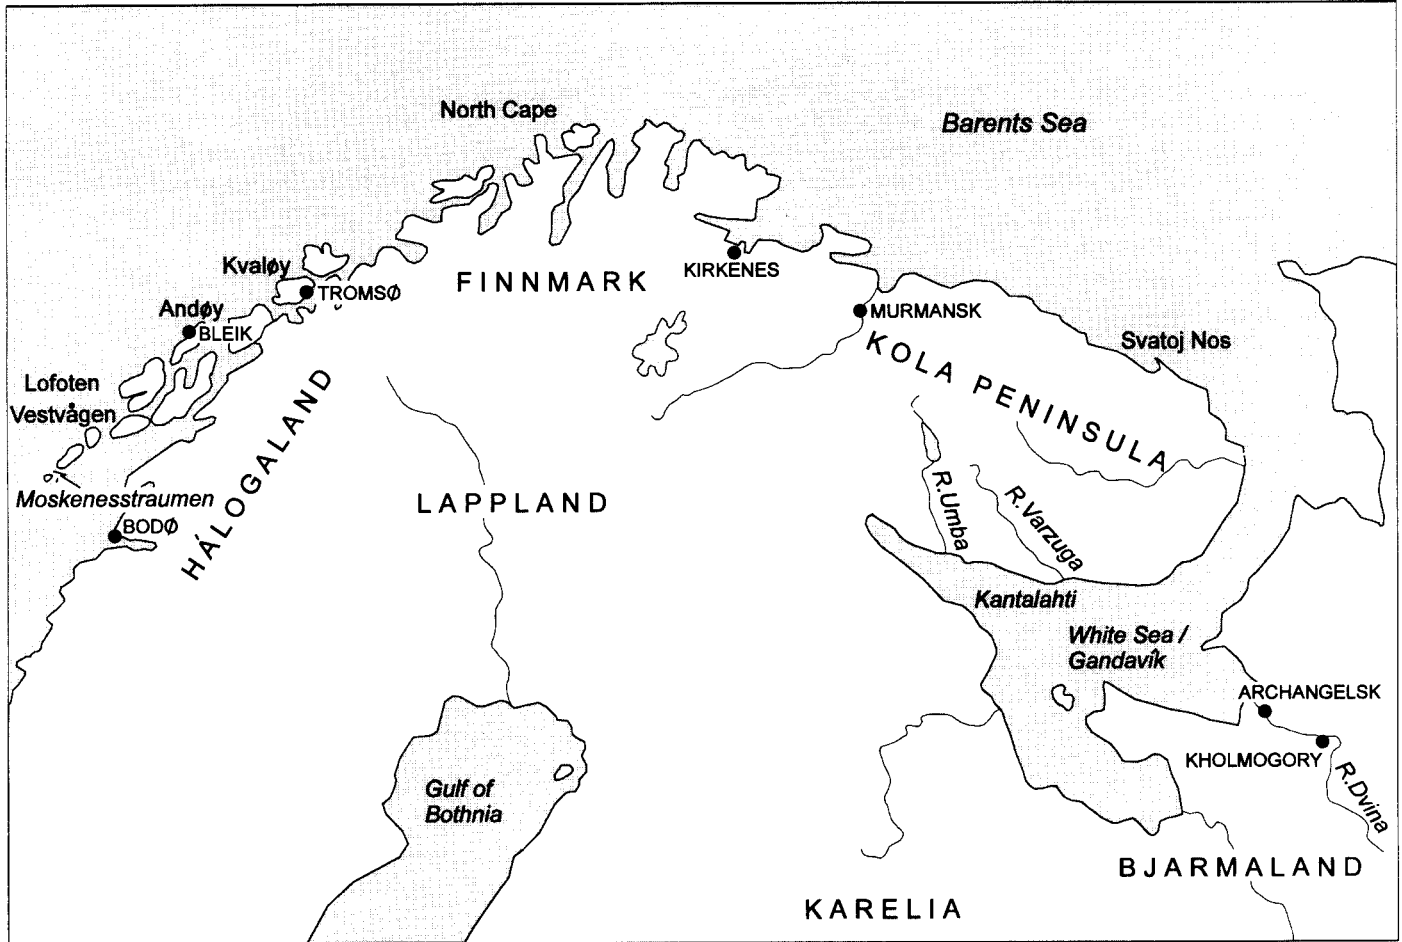 North Cape
Barents Sea
Kvaløy
TROMSØ
FINNMARK
KIRKENES
Andøy
BLEIK
MURMANSK
Svatoj Nos
KOLA PENINSULA
Lofoten
Vestvågen
HÁLOGALAND
Moskenesstraumen
BODØ
LAPPLAND
R.Umba
R.Varzuga
Kantalahti
White Sea /
Gandavîk
ARCHANGELSK
KHOLMOGORY
R.Dvina
Gulf of
Bothnia
BJARMALAND
KARELIA